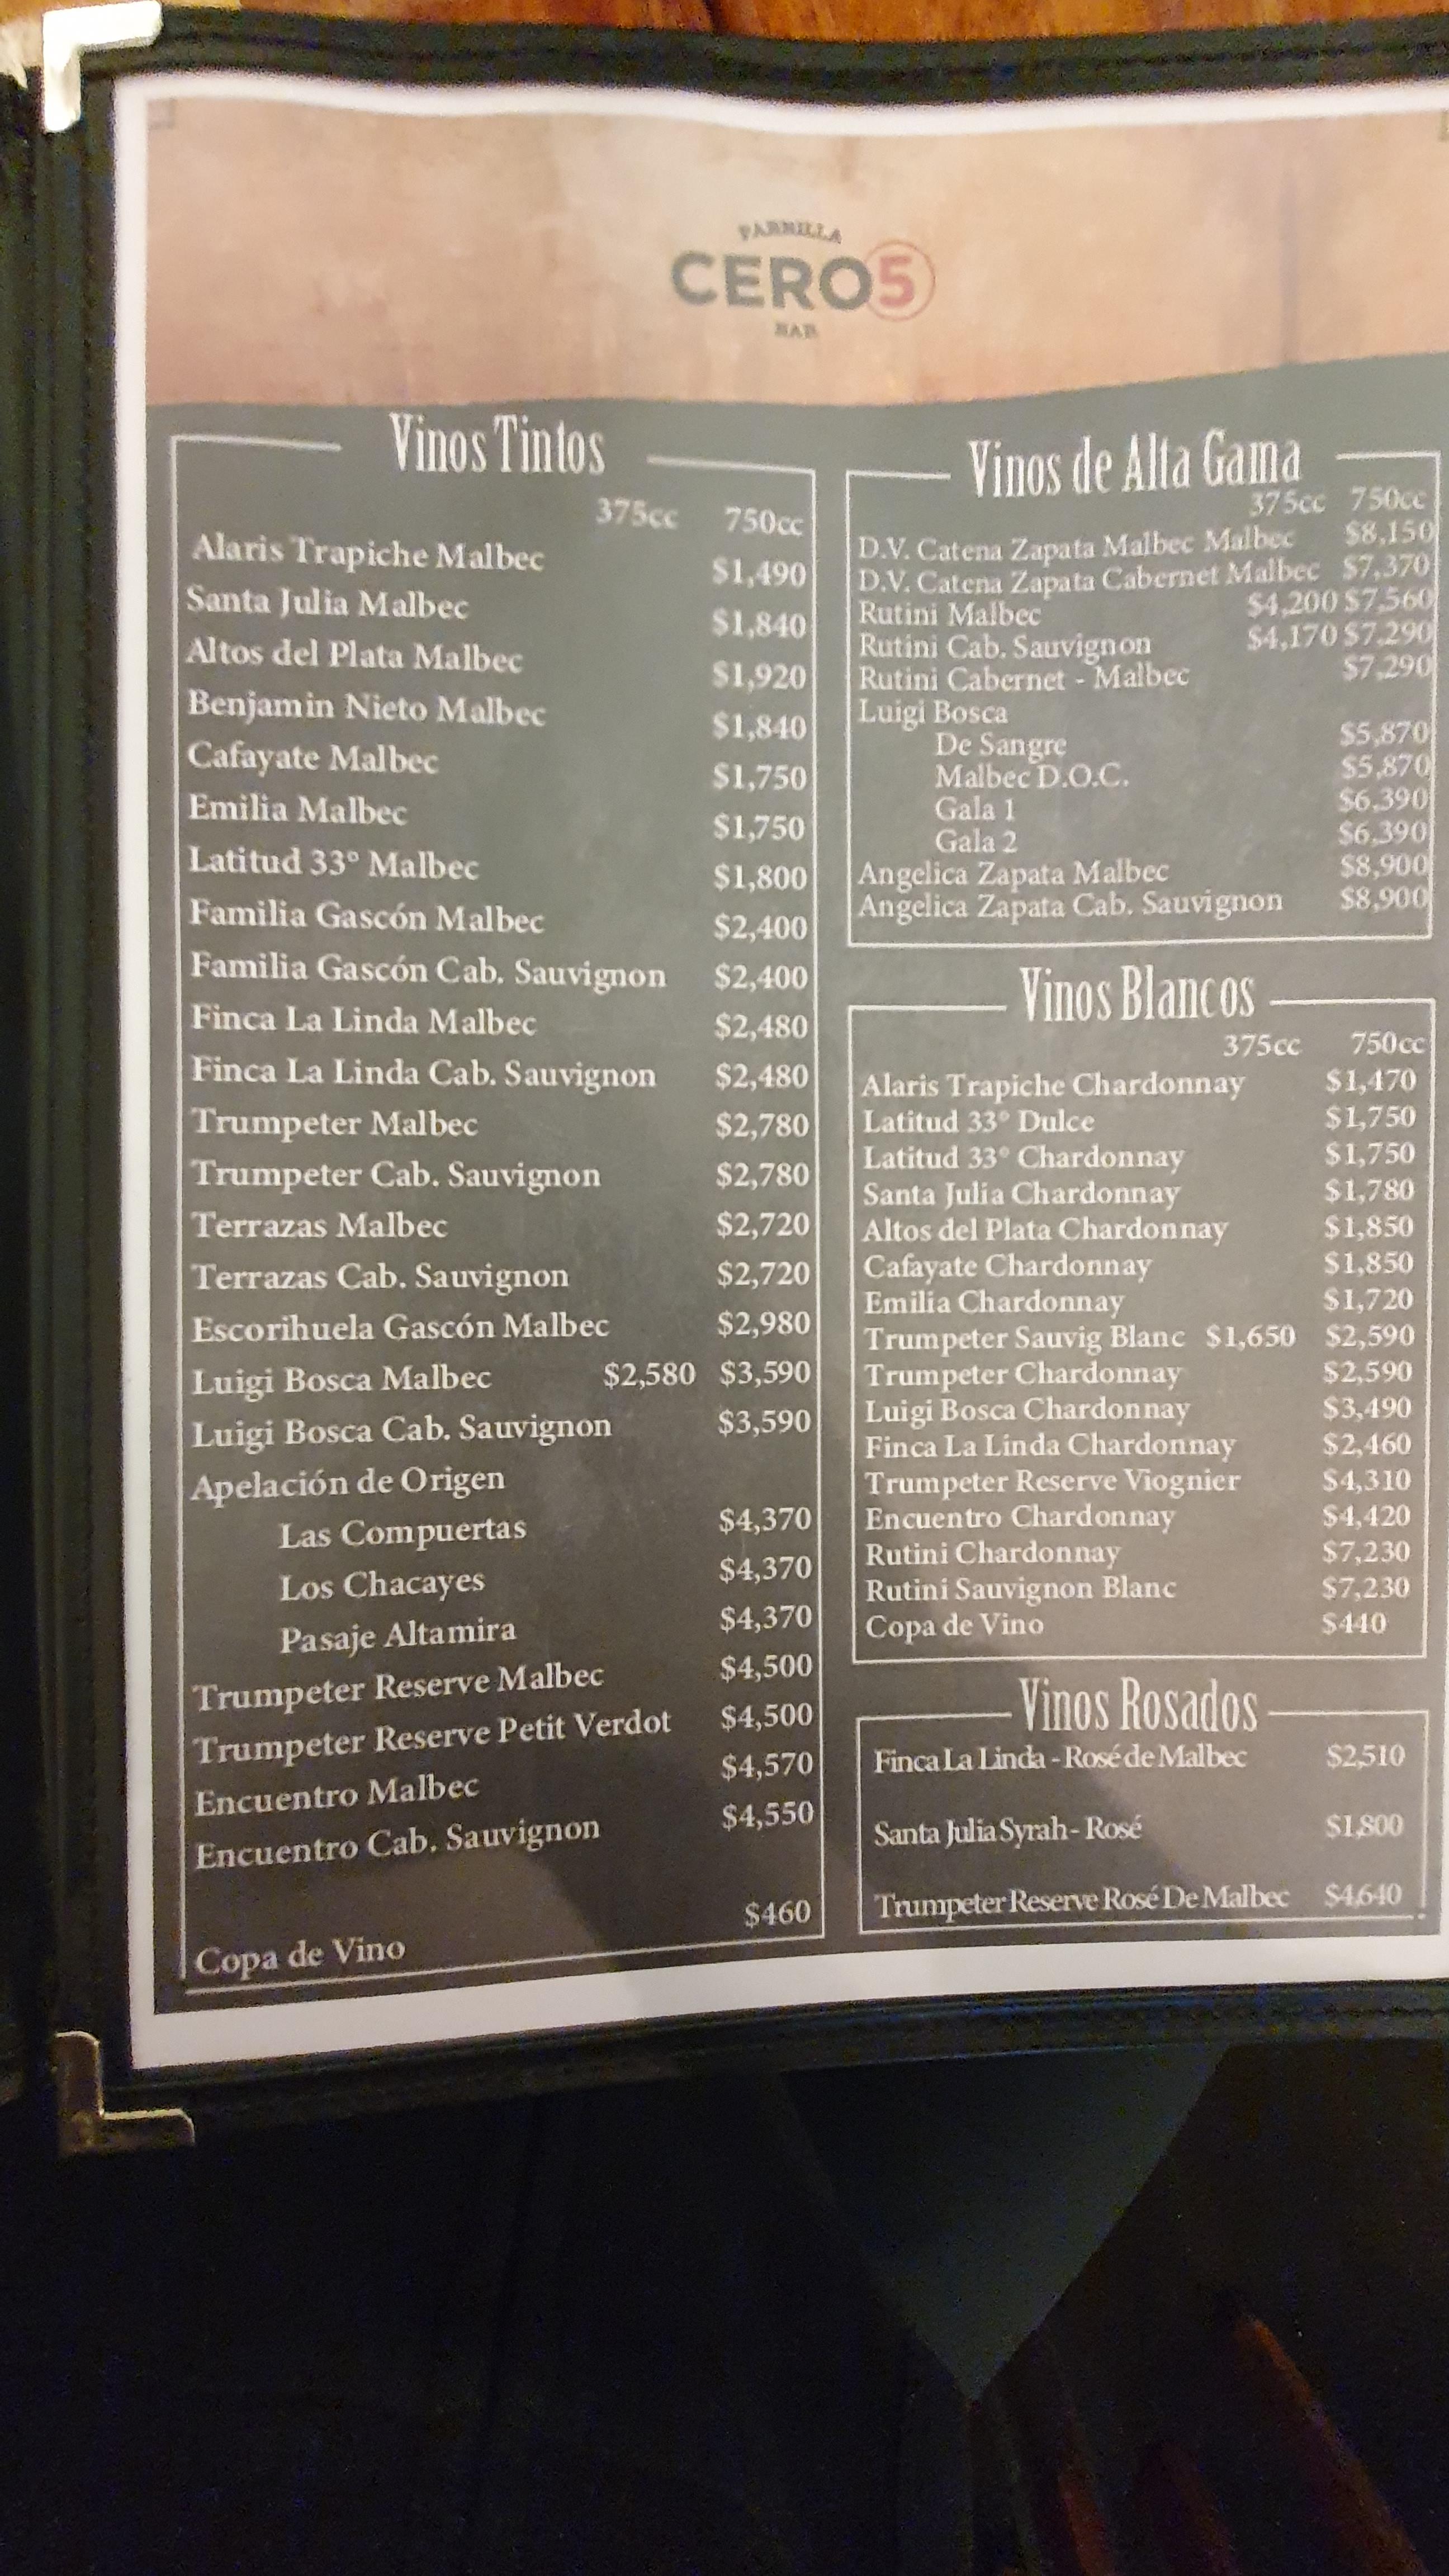 PARRILLA
CERO5
BAR
Vinos Tintos
375cc 750cc
Alaris Trapiche Malbec $1,490
Santa Julia Malbec $1,840
Altos del Plata Malbec $1,920
Benjamin Nieto Malbec $1,840
Cafayate Malbec $1,750
Emilia Malbec $1,750
Latitud 33° Malbec $1,800
Familia Gascón Malbec $2,400
Familia Gascón Cab. Sauvignon $2,400
Finca La Linda Malbec $2,480
Finca La Linda Cab. Sauvignon $2,480
Trumpeter Malbec $2,780
Trumpeter Cab. Sauvignon $2,780
Terrazas Malbec $2,720
Terrazas Cab. Sauvignon $2,720
Escorihuela Gascón Malbec $2,980
Luigi Bosca Malbec $2,580 $3,590
Luigi Bosca Cab. Sauvignon $3,590
Apelación de Origen
Las Compuertas $4,370
Los Chacayes $4,370
Pasaje Altamira $4,370
Trumpeter Reserve Malbec $4,500
Trumpeter Reserve Petit Verdot $4,500
Encuentro Malbec $4,570
Encuentro Cab. Sauvignon $4,550
Copa de Vino $460
Vinos de Alta Gama
375cc 750cc
D.V. Catena Zapata Malbec Malbec $8,150
D.V. Catena Zapata Cabernet Malbec $7,370
Rutini Malbec $4,200 $7,560
Rutini Cab. Sauvignon $4,170 $7,290
Rutini Cabernet - Malbec $7,290
Luigi Bosca
De Sangre $5,870
Malbec D.O.C. $5,870
Gala 1 $6,390
Gala 2 $6,390
Angelica Zapata Malbec $8,900
Angelica Zapata Cab. Sauvignon $8,900
Vinos Blancos
375cc 750cc
Alaris Trapiche Chardonnay $1,470
Latitud 33° Dulce $1,750
Latitud 33° Chardonnay $1,750
Santa Julia Chardonnay $1,780
Altos del Plata Chardonnay $1,850
Cafayate Chardonnay $1,850
Emilia Chardonnay $1,720
Trumpeter Sauvig Blanc $1,650 $2,590
Trumpeter Chardonnay $2,590
Luigi Bosca Chardonnay $3,490
Finca La Linda Chardonnay $2,460
Trumpeter Reserve Viognier $4,310
Encuentro Chardonnay $4,420
Rutini Chardonnay $7,230
Rutini Sauvignon Blanc $7,230
Copa de Vino $440
Vinos Rosados
Finca La Linda - Rosé de Malbec $2,510
Santa Julia Syrah - Rosé $1,800
Trumpeter Reserve Rosé De Malbec $4,640